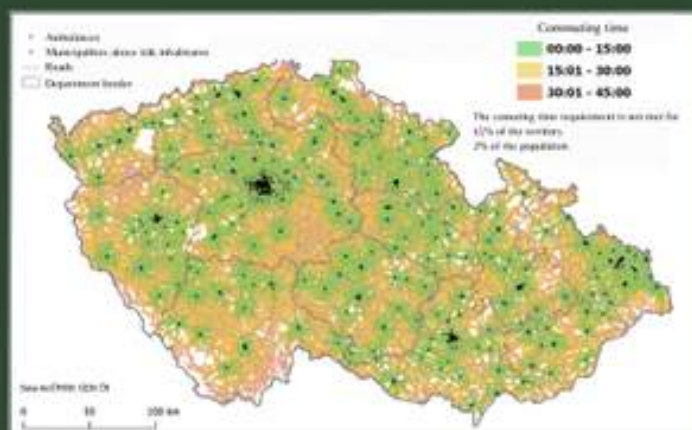 Ambulances
Municipalities above
inhabitants
Roads
Department border
Commuting time
00:00 - 15:00
15:01 - 30:00
30:01 - 45:00
The
time requirement is not met for
of the territory,
2% of the population
0
50
100 km